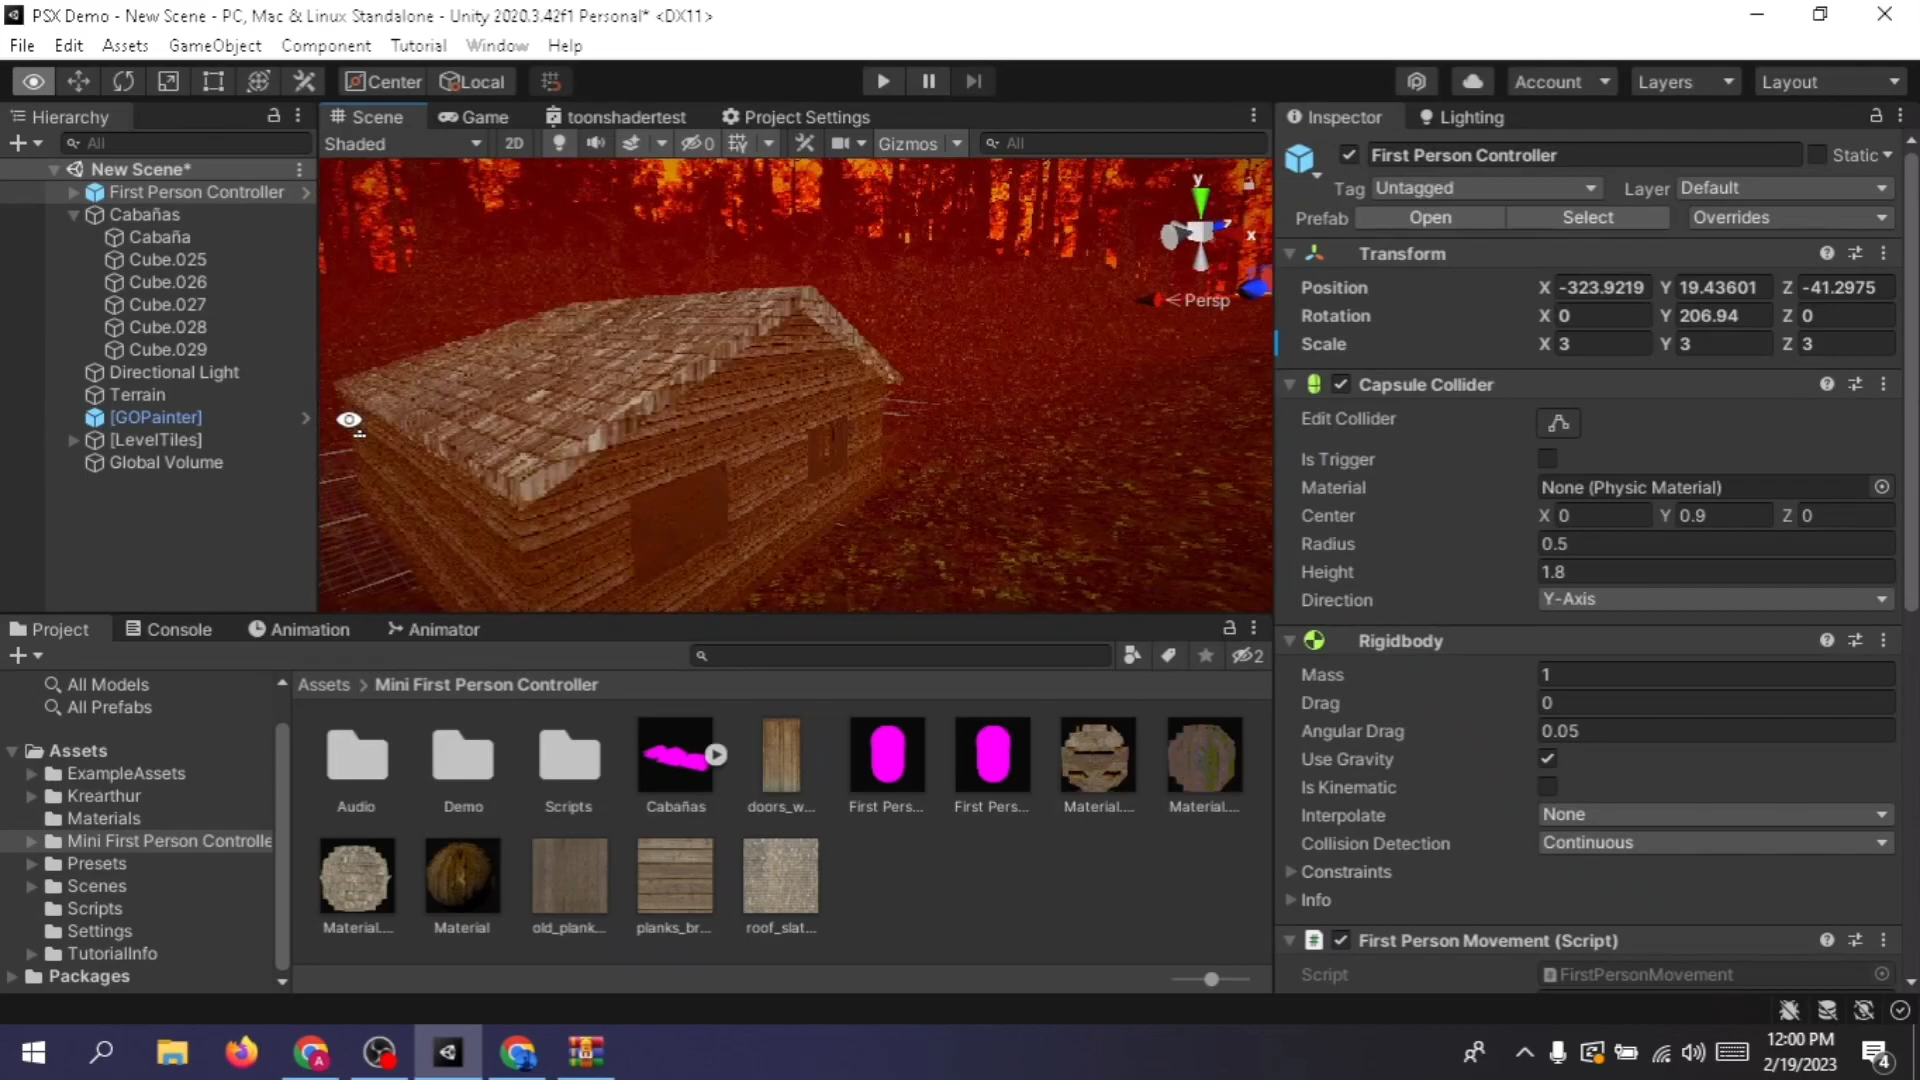 PSX Demo - New Scene - PC, Mac & Linux Standalone - Unity 2020.3.42f1 Personal* <DX11>
File Edit Assets GameObject Component Tutorial Window Help
Center Local Account Layers Layout
Hierarchy
All
New Scene*
First Person Controller
Cabañas
Cabaña
Cube.025
Cube.026
Cube.027
Cube.028
Cube.029
Directional Light
Terrain
[GOPainter]
[LevelTiles]
Global Volume
Scene Game toonshadertest Project Settings
Shaded 2D 0 Gizmos All
y
x
Persp
Inspector Lighting
First Person Controller Static
Tag Untagged Layer Default
Prefab Open Select Overrides
Transform
Position X -323.9219 Y 19.43601 Z -41.2975
Rotation X 0 Y 206.94 Z 0
Scale X 3 Y 3 Z 3
Capsule Collider
Edit Collider
Is Trigger
Material None (Physic Material)
Center X 0 Y 0.9 Z 0
Radius 0.5
Height 1.8
Direction Y-Axis
Rigidbody
Mass 1
Drag 0
Angular Drag 0.05
Use Gravity
Is Kinematic
Interpolate None
Collision Detection Continuous
Constraints
Info
First Person Movement (Script)
Script FirstPersonMovement
Project Console Animation Animator
2
All Models
All Prefabs
Assets
ExampleAssets
Krearthur
Materials
Mini First Person Controlle
Presets
Scenes
Scripts
Settings
TutorialInfo
Packages
Assets > Mini First Person Controller
Audio Demo Scripts Cabañas doors_w... First Pers... First Pers... Material.... Material....
Material.... Material old_plank... planks_br... roof_slat...
12:00 PM
2/19/2023
4